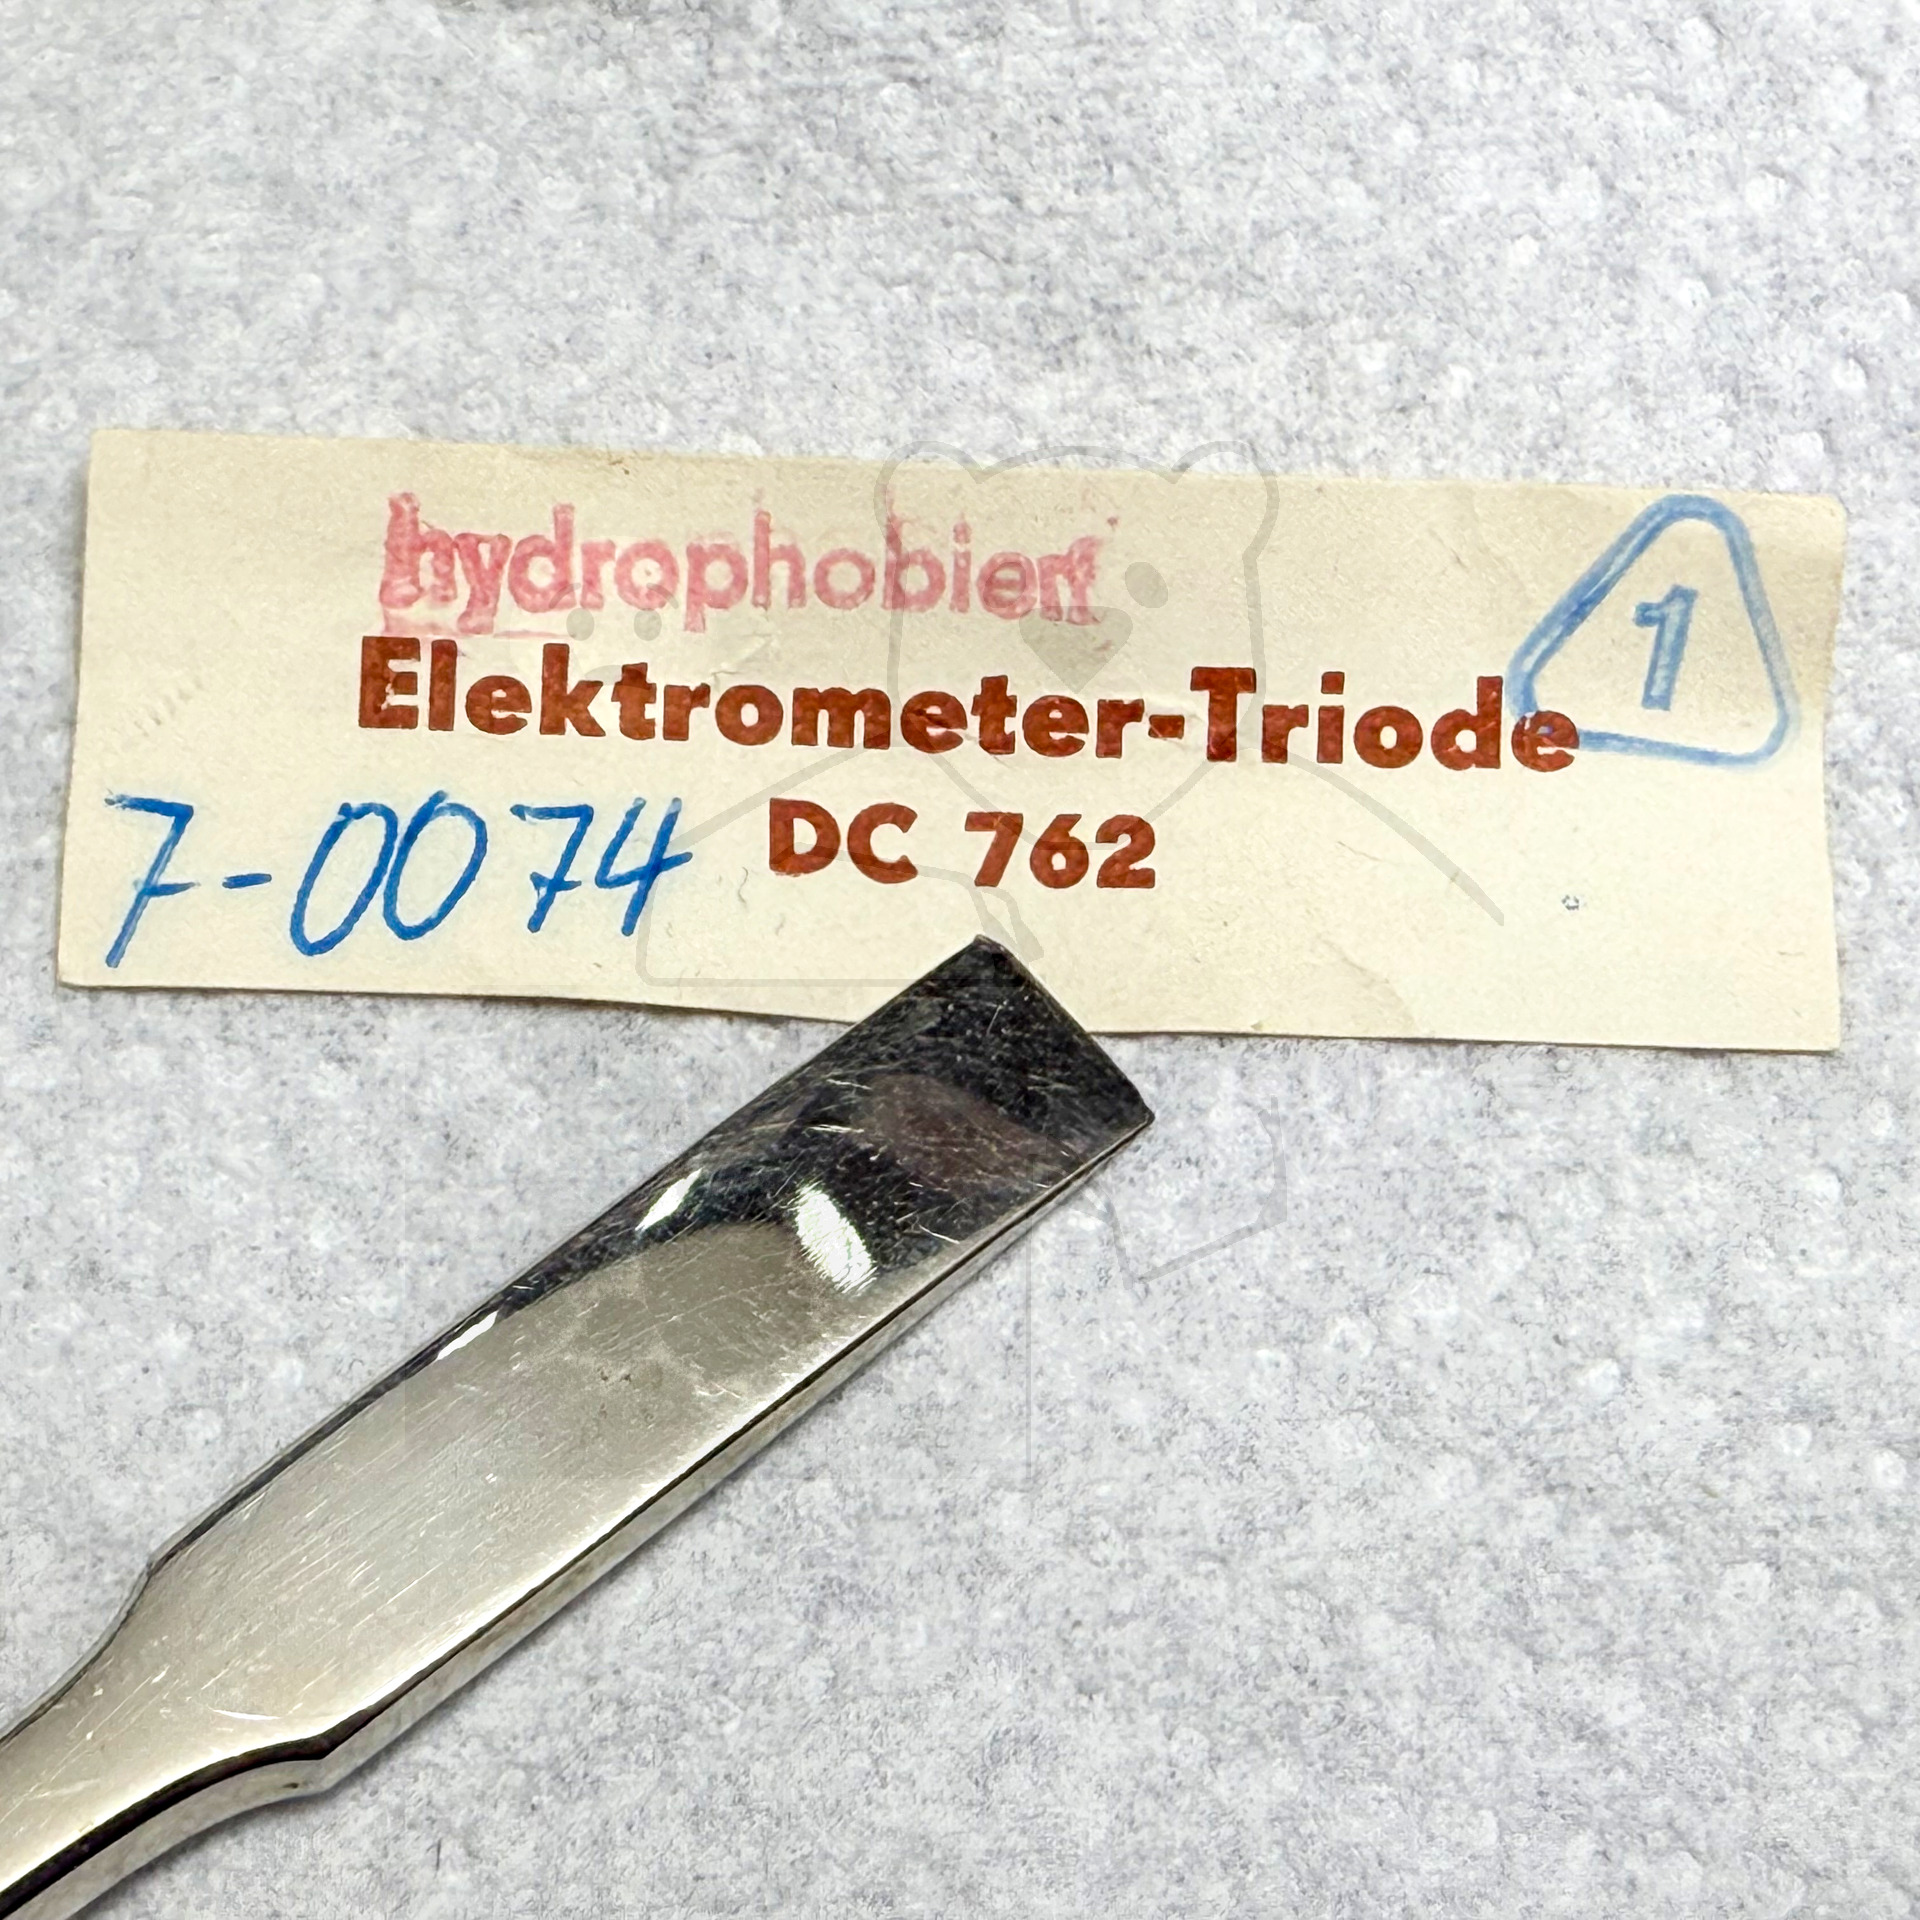 hydrophobiert
1
Elektrometer-Triode
7-0074 DC 762